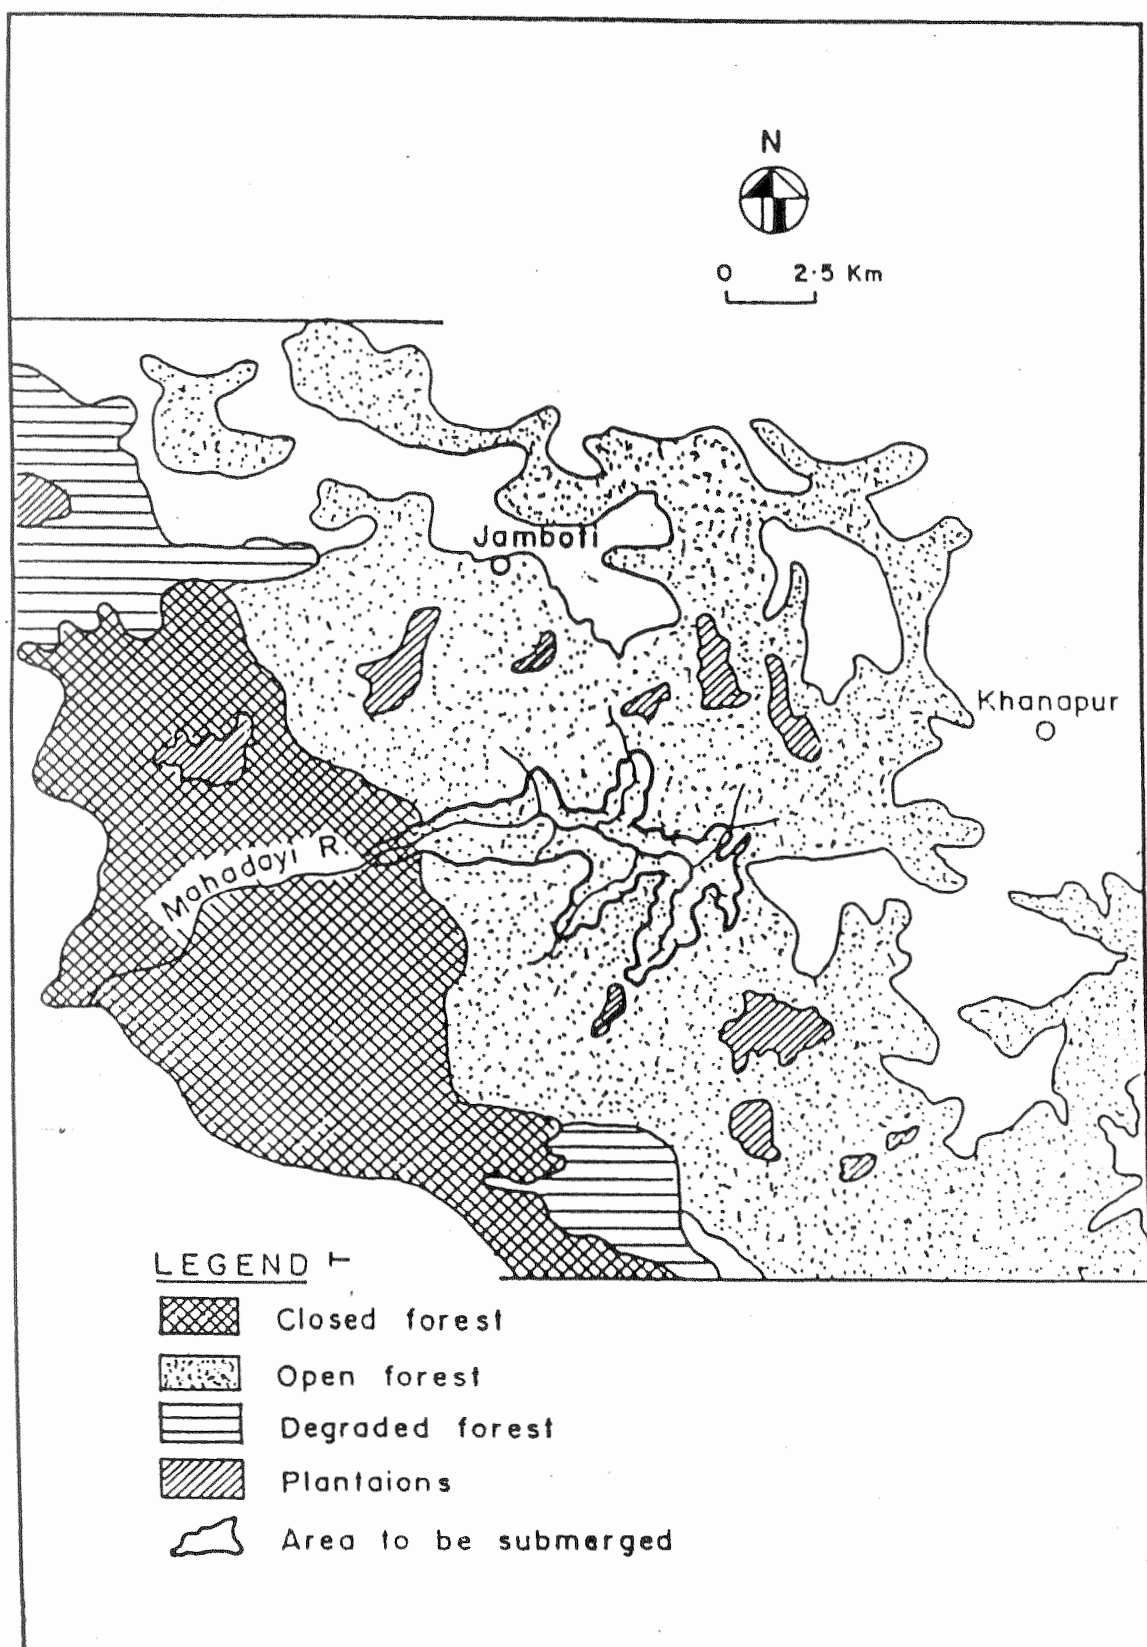 N
0 2·5 Km
Jamboti
Khanapur
Mahadayi R
LEGEND
Closed forest
Open forest
Degraded forest
Plantaions
Area to be submerged